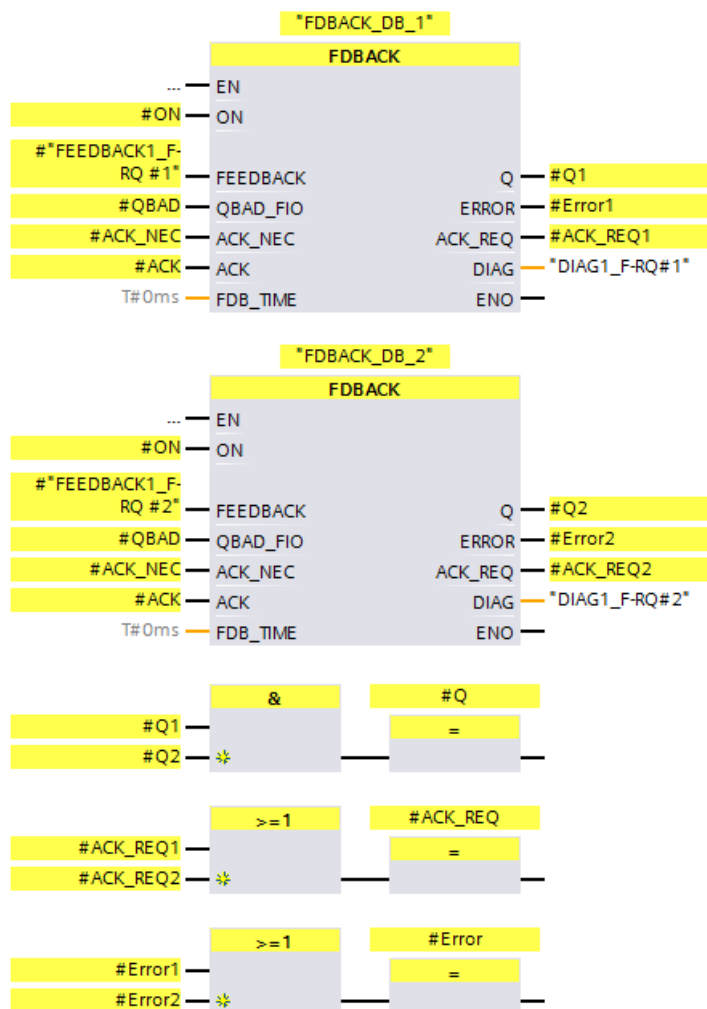 "FDBACK_DB_1"
FDBACK
... EN
#ON ON
#"FEEDBACK1_F-
RQ #1" FEEDBACK Q #Q1
#QBAD QBAD_FIO ERROR #Error1
#ACK_NEC ACK_NEC ACK_REQ #ACK_REQ1
#ACK ACK DIAG "DIAG1_F-RQ#1"
T#0ms FDB_TIME ENO
"FDBACK_DB_2"
FDBACK
... EN
#ON ON
#"FEEDBACK1_F-
RQ #2" FEEDBACK Q #Q2
#QBAD QBAD_FIO ERROR #Error2
#ACK_NEC ACK_NEC ACK_REQ #ACK_REQ2
#ACK ACK DIAG "DIAG1_F-RQ#2"
T#0ms FDB_TIME ENO
& #Q
#Q1 =
#Q2
>=1 #ACK_REQ
#ACK_REQ1 =
#ACK_REQ2
>=1 #Error
#Error1 =
#Error2